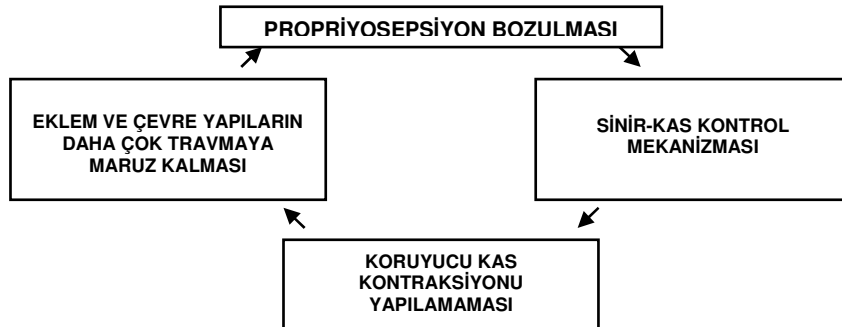 PROPRİYOSEPSİYON BOZULMASI
EKLEM VE ÇEVRE YAPILARIN
DAHA ÇOK TRAVMAYA
MARUZ KALMASI
SİNİR-KAS KONTROL
MEKANİZMASI
KORUYUCU KAS
KONTRAKSİYONU
YAPILAMAMASI